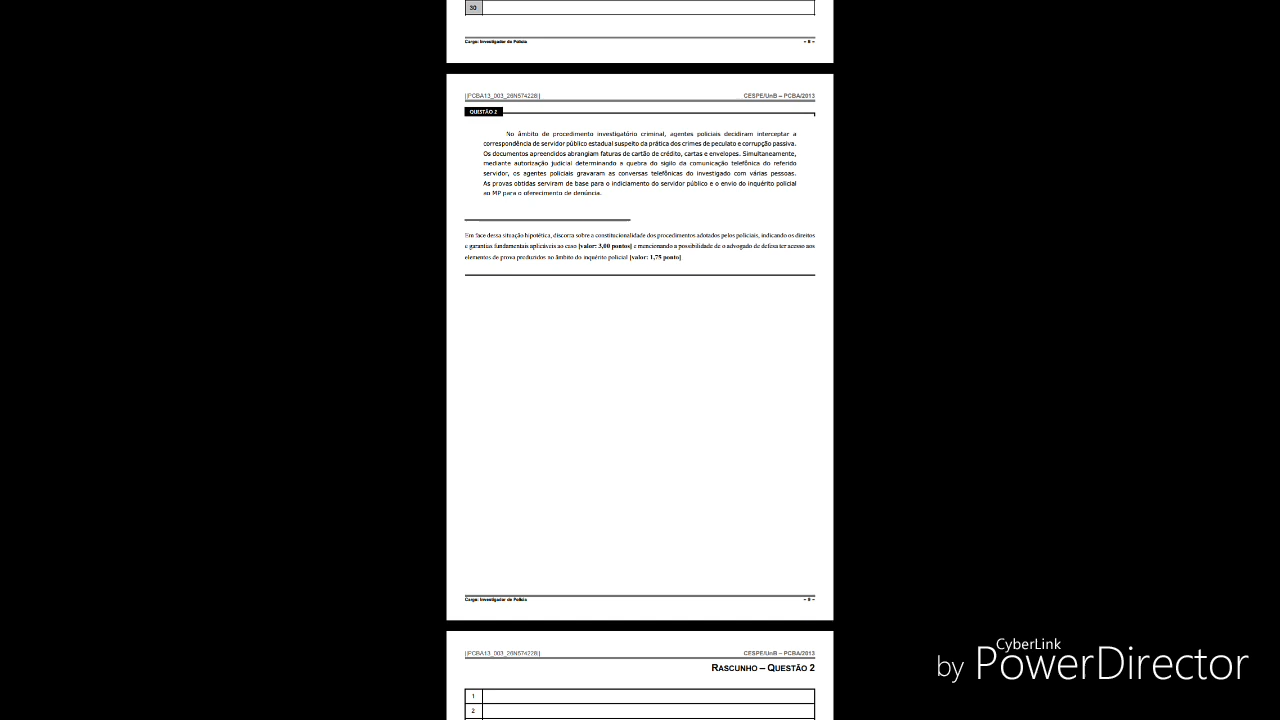 30
Cargo: Investigador de Polícia – 8 –
||PCBA13_003_26N574228|| CESPE/UnB – PCBA/2013
QUESTÃO 2
No âmbito de procedimento investigatório criminal, agentes policiais decidiram interceptar a
correspondência de servidor público estadual suspeito da prática dos crimes de peculato e corrupção passiva.
Os documentos apreendidos abrangiam faturas de cartão de crédito, cartas e envelopes. Simultaneamente,
mediante autorização judicial determinando a quebra do sigilo da comunicação telefônica do referido
servidor, os agentes policiais gravaram as conversas telefônicas do investigado com várias pessoas.
As provas obtidas serviram de base para o indiciamento do servidor público e o envio do inquérito policial
ao MP para o oferecimento de denúncia.
Em face dessa situação hipotética, discorra sobre a constitucionalidade dos procedimentos adotados pelos policiais, indicando os direitos
e garantias fundamentais aplicáveis ao caso [valor: 3,00 pontos] e mencionando a possibilidade de o advogado de defesa ter acesso aos
elementos de prova produzidos no âmbito do inquérito policial [valor: 1,75 ponto]
Cargo: Investigador de Polícia – 9 –
||PCBA13_003_26N574228|| CESPE/UnB – PCBA/2013
RASCUNHO – QUESTÃO 2
1
2
CyberLink
by PowerDirector